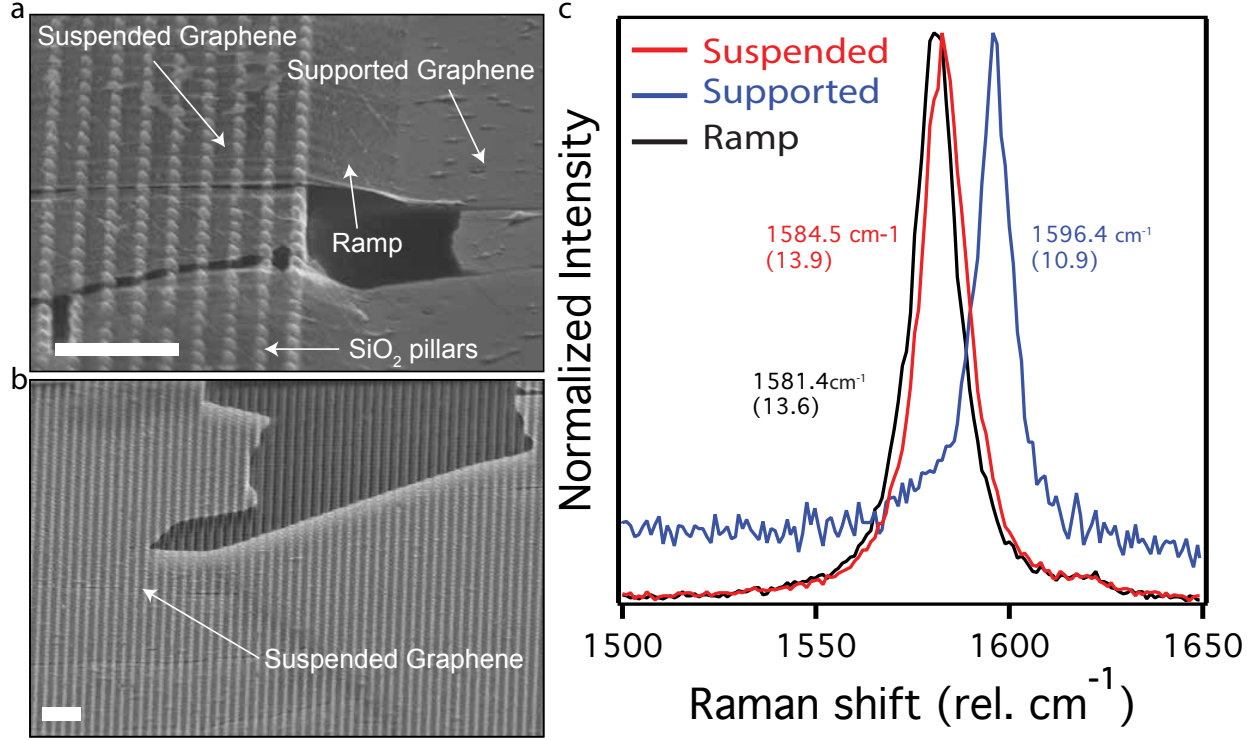 a
Suspended Graphene
Supported Graphene
Ramp
SiO₂ pillars
b
Suspended Graphene
c
Suspended
Supported
Ramp
1584.5 cm-1
(13.9)
1596.4 cm⁻¹
(10.9)
1581.4cm⁻¹
(13.6)
Normalized Intensity
1500 1550 1600 1650
Raman shift (rel. cm⁻¹)